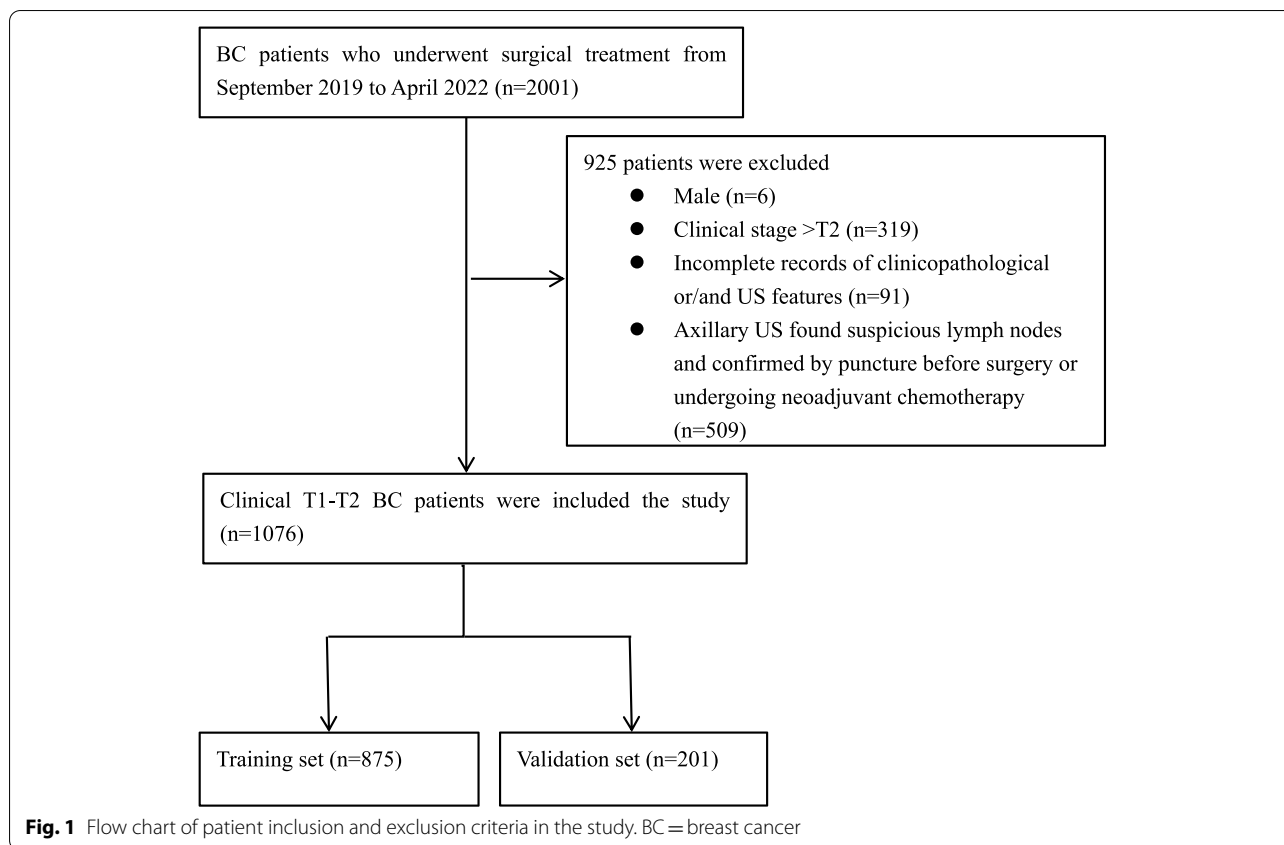 BC patients who underwent surgical treatment from
September 2019 to April 2022 (n=2001)
925 patients were excluded
● Male (n=6)
● Clinical stage >T2 (n=319)
● Incomplete records of clinicopathological
or/and US features (n=91)
● Axillary US found suspicious lymph nodes
and confirmed by puncture before surgery or
undergoing neoadjuvant chemotherapy
(n=509)
Clinical T1-T2 BC patients were included the study
(n=1076)
Training set (n=875)
Validation set (n=201)
Fig. 1 Flow chart of patient inclusion and exclusion criteria in the study. BC = breast cancer